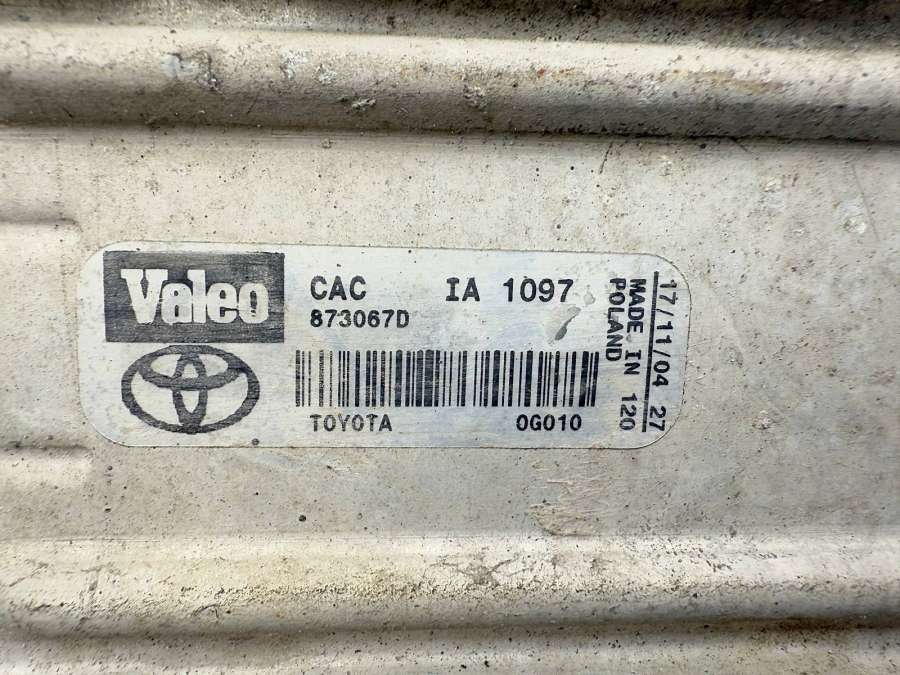 Valeo
CAC IA 1097
873067D
TOYOTA 0G010
17/11/04 27
MADE IN 120
POLAND